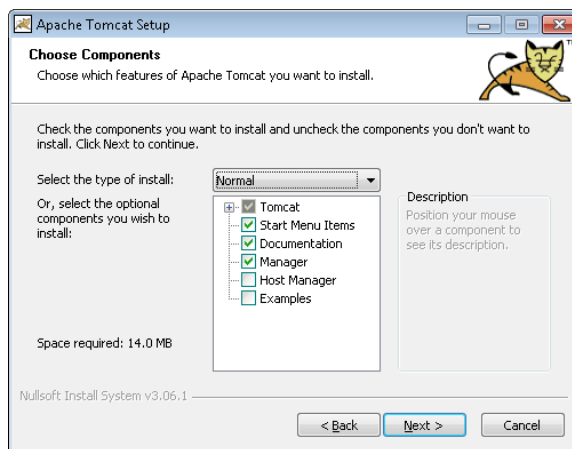 Apache Tomcat Setup
Choose Components
Choose which features of Apache Tomcat you want to install.
TM
Check the components you want to install and uncheck the components you don't want to
install. Click Next to continue.
Select the type of install:
Normal
Or, select the optional
components you wish to
install:
Tomcat
Start Menu Items
Documentation
Manager
Host Manager
Examples
Description
Position your mouse
over a component to
see its description.
Space required: 14.0 MB
Nullsoft Install System v3.06.1
< Back
Next >
Cancel